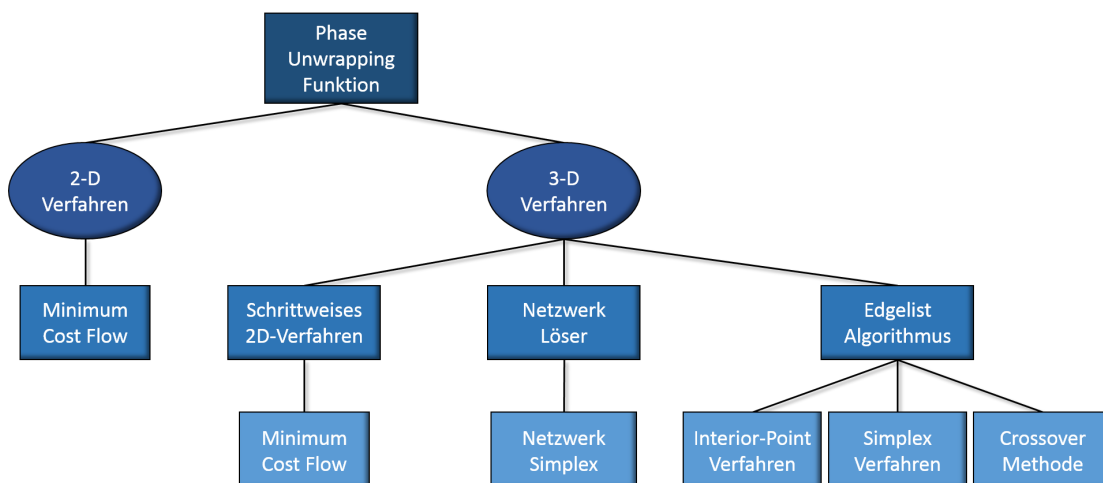 Phase
Unwrapping
Funktion
2-D
Verfahren
3-D
Verfahren
Minimum
Cost Flow
Schrittweises
2D-Verfahren
Netzwerk
Löser
Edgelist
Algorithmus
Minimum
Cost Flow
Netzwerk
Simplex
Interior-Point
Verfahren
Simplex
Verfahren
Crossover
Methode